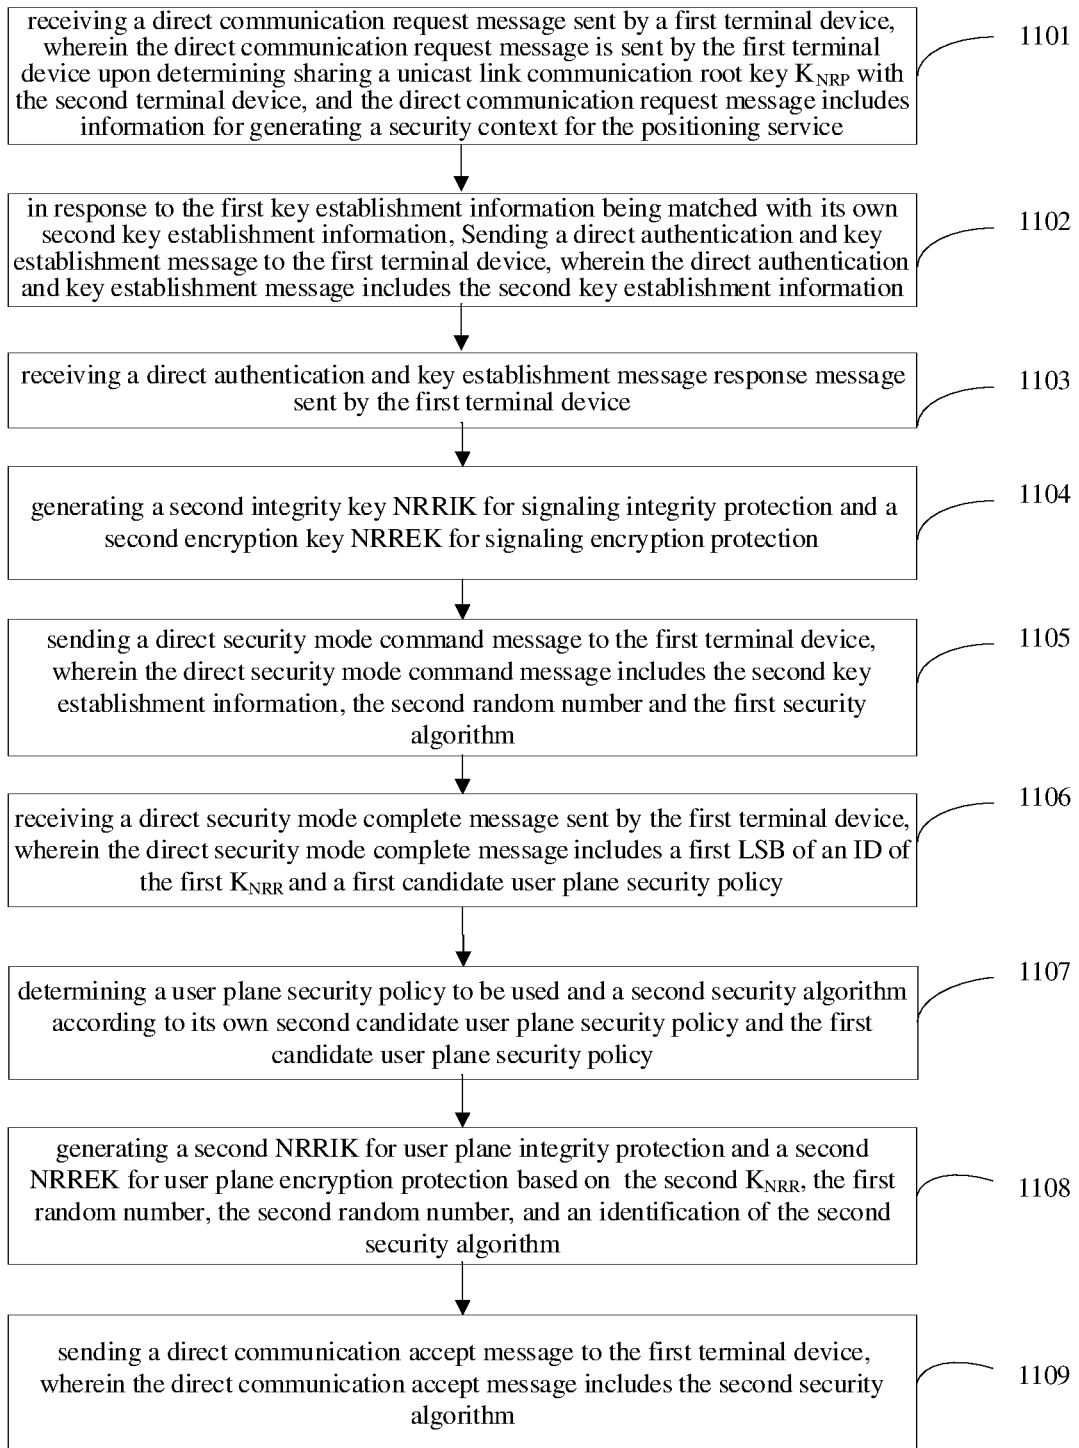 receiving a direct communication request message sent by a first terminal device,
wherein the direct communication request message is sent by the first terminal
device upon determining sharing a unicast link communication root key KNRP with
the second terminal device, and the direct communication request message includes
information for generating a security context for the positioning service
1101
in response to the first key establishment information being matched with its own
second key establishment information, Sending a direct authentication and key
establishment message to the first terminal device, wherein the direct authentication
and key establishment message includes the second key establishment information
1102
receiving a direct authentication and key establishment message response message
sent by the first terminal device
1103
generating a second integrity key NRRIK for signaling integrity protection and a
second encryption key NRREK for signaling encryption protection
1104
sending a direct security mode command message to the first terminal device,
wherein the direct security mode command message includes the second key
establishment information, the second random number and the first security
algorithm
1105
receiving a direct security mode complete message sent by the first terminal device,
wherein the direct security mode complete message includes a first LSB of an ID of
the first KNRR and a first candidate user plane security policy
1106
determining a user plane security policy to be used and a second security algorithm
according to its own second candidate user plane security policy and the first
candidate user plane security policy
1107
generating a second NRRIK for user plane integrity protection and a second
NRREK for user plane encryption protection based on the second KNRR, the first
random number, the second random number, and an identification of the second
security algorithm
1108
sending a direct communication accept message to the first terminal device,
wherein the direct communication accept message includes the second security
algorithm
1109